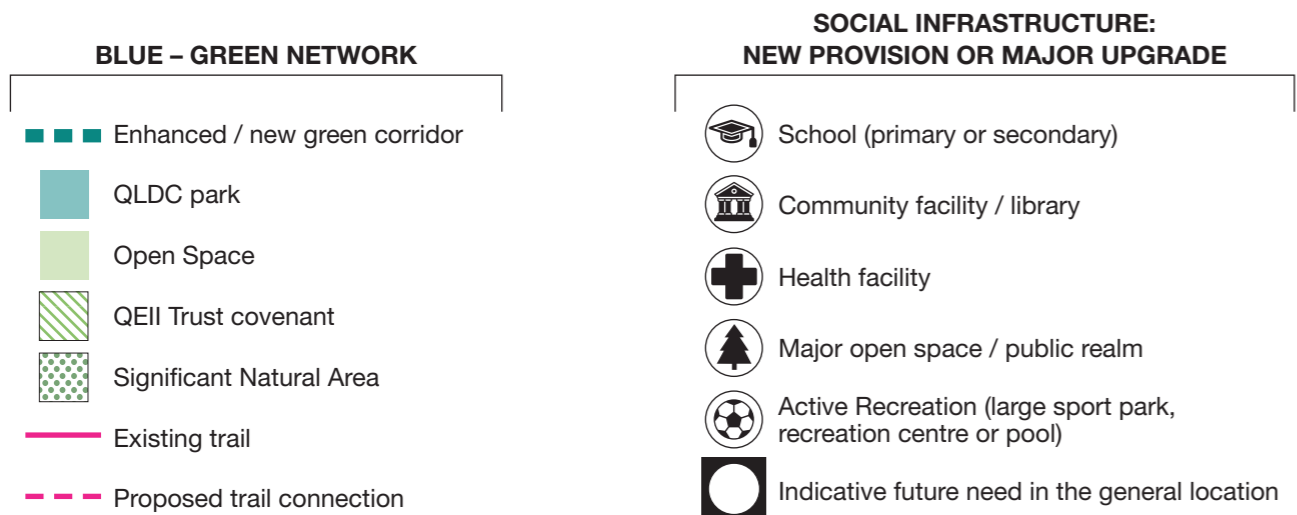 BLUE – GREEN NETWORK
Enhanced / new green corridor
QLDC park
Open Space
QEII Trust covenant
Significant Natural Area
Existing trail
Proposed trail connection
SOCIAL INFRASTRUCTURE:
NEW PROVISION OR MAJOR UPGRADE
School (primary or secondary)
Community facility / library
Health facility
Major open space / public realm
Active Recreation (large sport park,
recreation centre or pool)
Indicative future need in the general location